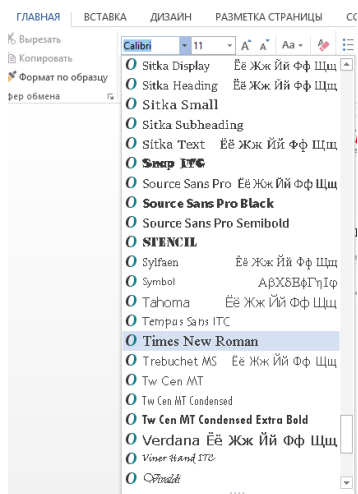 ГЛАВНАЯ ВСТАВКА ДИЗАЙН РАЗМЕТКА СТРАНИЦЫ
Вырезать
Копировать
Формат по образцу
фер обмена
Calibri 11 Aa
Sitka Display Ёё Жж Йй Фф Щщ
Sitka Heading Ёё Жж Йй Фф Щщ
Sitka Small
Sitka Subheading
Sitka Text Ёё Жж Йй Фф Щщ
Snap ITC
Source Sans Pro Ёё Жж Йй Фф Щщ
Source Sans Pro Black
Source Sans Pro Semibold
STENCIL
Sylfaen Ёё Жж Йй Фф Щщ
Symbol ΑβΧδΕϕΓηΙφ
Tahoma Ёё Жж Йй Фф Щщ
Tempus Sans ITC
Times New Roman
Trebuchet MS Ёё Жж Йй Фф Щщ
Tw Cen MT
Tw Cen MT Condensed
Tw Cen MT Condensed Extra Bold
Verdana Ёё Жж Йй Фф Щщ
Viner Hand ITC
Vivaldi